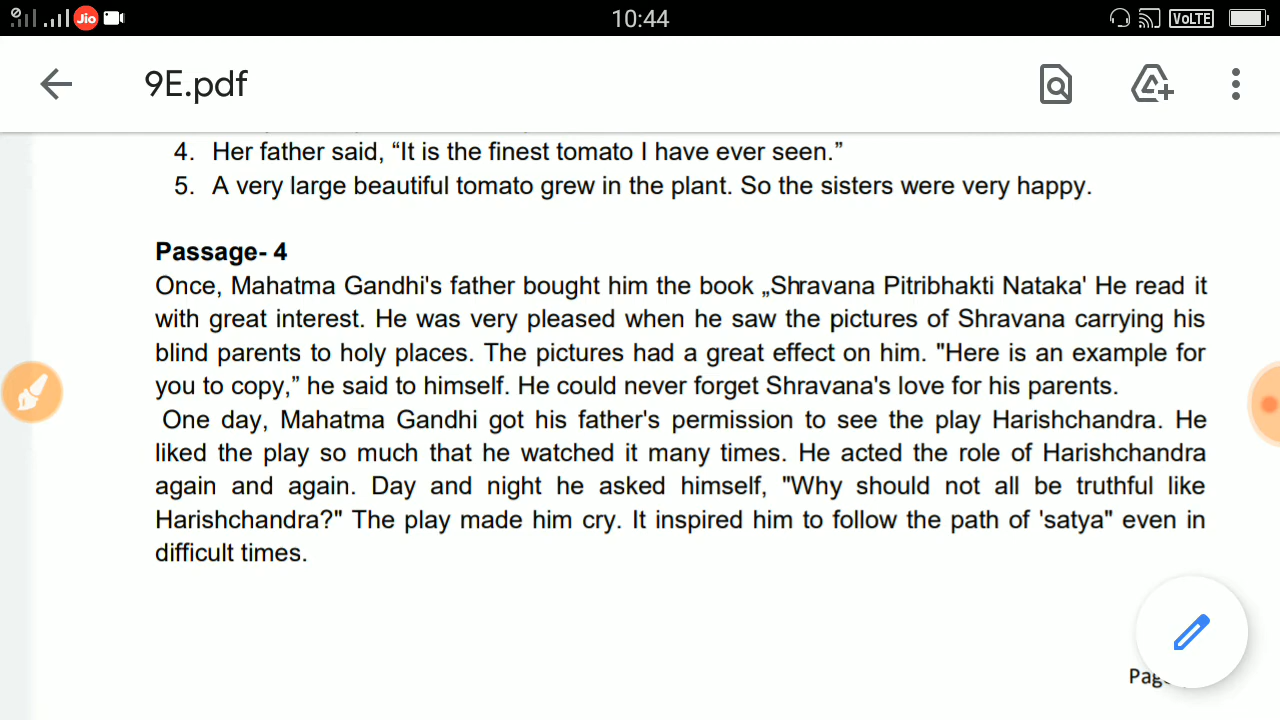 Jio 10:44 VoLTE
9E.pdf
4. Her father said, “It is the finest tomato I have ever seen.”
5. A very large beautiful tomato grew in the plant. So the sisters were very happy.
Passage- 4
Once, Mahatma Gandhi's father bought him the book „Shravana Pitribhakti Nataka' He read it
with great interest. He was very pleased when he saw the pictures of Shravana carrying his
blind parents to holy places. The pictures had a great effect on him. "Here is an example for
you to copy,” he said to himself. He could never forget Shravana's love for his parents.
One day, Mahatma Gandhi got his father's permission to see the play Harishchandra. He
liked the play so much that he watched it many times. He acted the role of Harishchandra
again and again. Day and night he asked himself, "Why should not all be truthful like
Harishchandra?" The play made him cry. It inspired him to follow the path of 'satya" even in
difficult times.